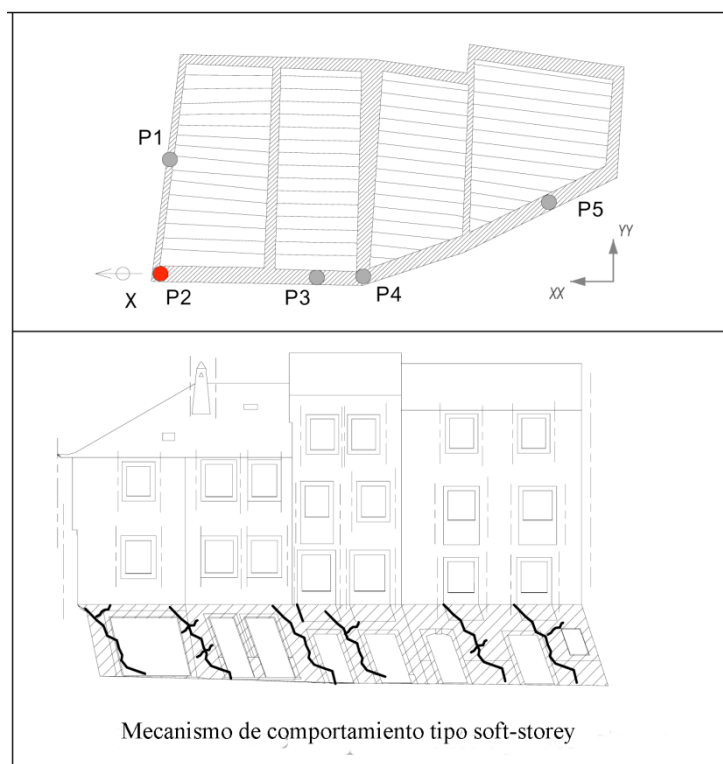 P1
P5
YY
X
P2
P3
P4
XX
Mecanismo de comportamiento tipo soft-storey